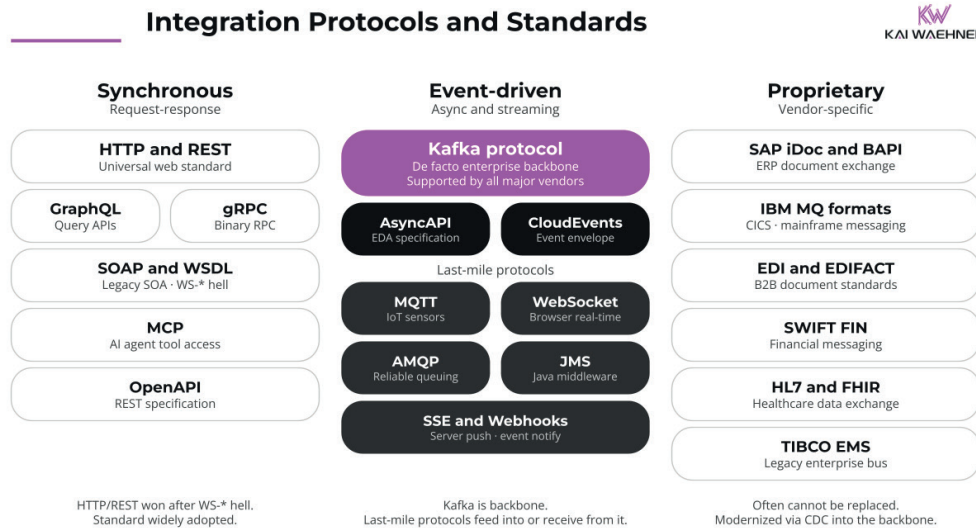 Integration Protocols and Standards
KW
KAI WAEHNER
Synchronous
Request-response
HTTP and REST
Universal web standard
GraphQL
Query APIs
gRPC
Binary RPC
SOAP and WSDL
Legacy SOA · WS-* hell
MCP
AI agent tool access
OpenAPI
REST specification
HTTP/REST won after WS-* hell.
Standard widely adopted.
Event-driven
Async and streaming
Kafka protocol
De facto enterprise backbone
Supported by all major vendors
AsyncAPI
EDA specification
CloudEvents
Event envelope
Last-mile protocols
MQTT
IoT sensors
WebSocket
Browser real-time
AMQP
Reliable queuing
JMS
Java middleware
SSE and Webhooks
Server push · event notify
Kafka is backbone.
Last-mile protocols feed into or receive from it.
Proprietary
Vendor-specific
SAP iDoc and BAPI
ERP document exchange
IBM MQ formats
CICS · mainframe messaging
EDI and EDIFACT
B2B document standards
SWIFT FIN
Financial messaging
HL7 and FHIR
Healthcare data exchange
TIBCO EMS
Legacy enterprise bus
Often cannot be replaced.
Modernized via CDC into the backbone.